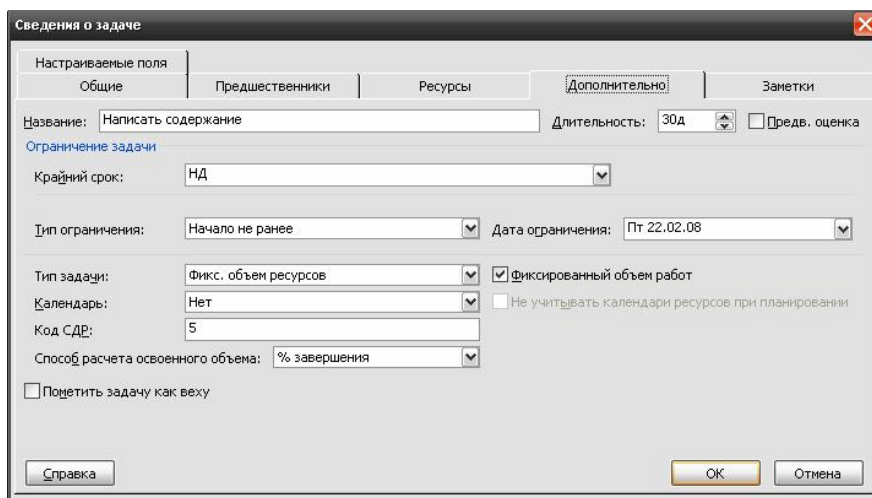 Сведения о задаче
Настраиваемые поля
Общие Предшественники Ресурсы Дополнительно Заметки
Название: Написать содержание Длительность: 30д Предв. оценка
Ограничение задачи
Крайний срок: НД
Тип ограничения: Начало не ранее Дата ограничения: Пт 22.02.08
Тип задачи: Фикс. объем ресурсов Фиксированный объем работ
Календарь: Нет Не учитывать календари ресурсов при планировании
Код СДР: 5
Способ расчета освоенного объема: % завершения
Пометить задачу как веху
Справка ОК Отмена